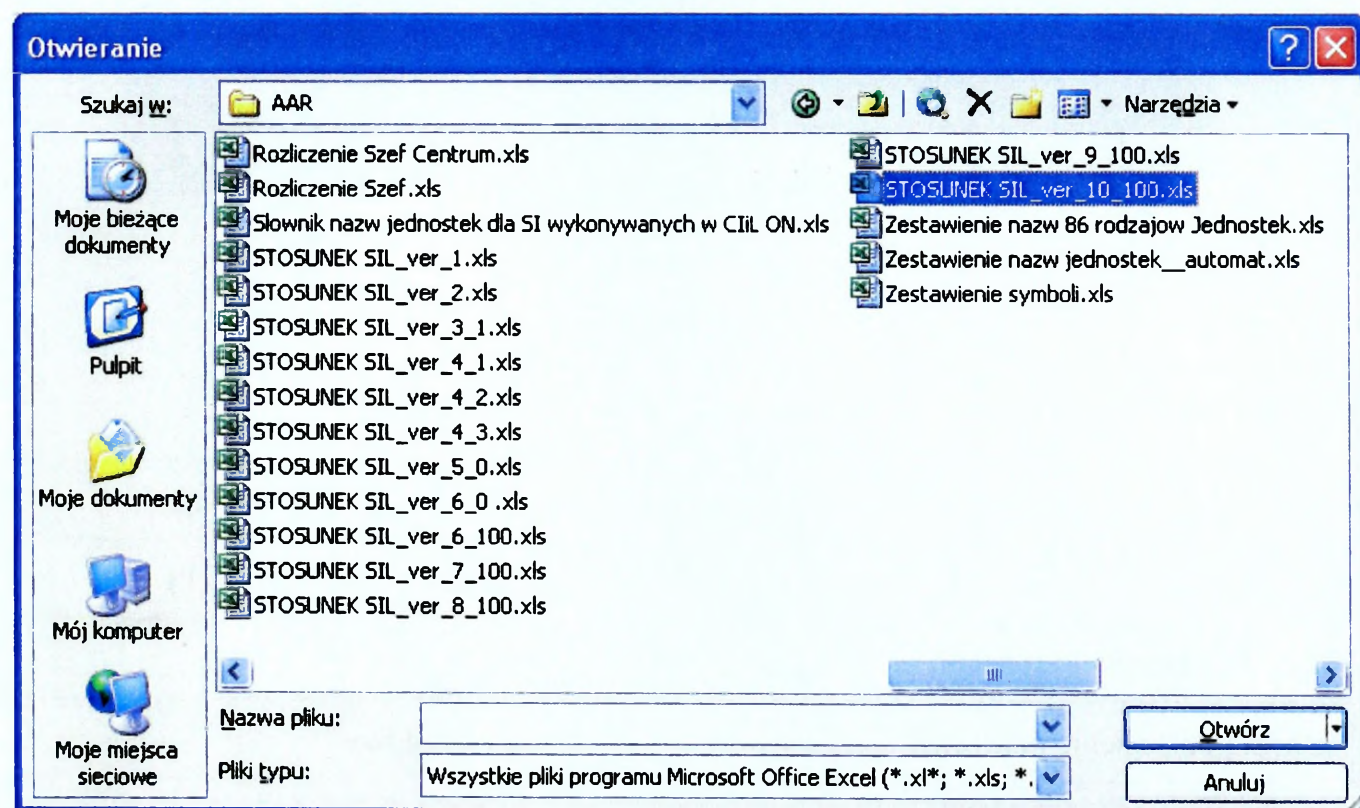 Otwieranie
Szukaj w:
AAR
Narzędzia
Moje bieżące
dokumenty
Pulpit
Moje dokumenty
Mój komputer
Moje miejsca
sieciowe
Rozliczenie Szef Centrum.xls
Rozliczenie Szef.xls
Słownik nazw jednostek dla SI wykonywanych w CIiL ON.xls
STOSUNEK SIL_ver_1.xls
STOSUNEK SIL_ver_2.xls
STOSUNEK SIL_ver_3_1.xls
STOSUNEK SIL_ver_4_1.xls
STOSUNEK SIL_ver_4_2.xls
STOSUNEK SIL_ver_4_3.xls
STOSUNEK SIL_ver_5_0.xls
STOSUNEK SIL_ver_6_0 .xls
STOSUNEK SIL_ver_6_100.xls
STOSUNEK SIL_ver_7_100.xls
STOSUNEK SIL_ver_8_100.xls
STOSUNEK SIL_ver_9_100.xls
STOSUNEK SIL_ver_10_100.xls
Zestawienie nazw 86 rodzajow Jednostek.xls
Zestawienie nazw jednostek__automat.xls
Zestawienie symboli.xls
Nazwa pliku:
Otwórz
Pliki typu:
Wszystkie pliki programu Microsoft Office Excel (*.xl*; *.xls; *.
Anuluj